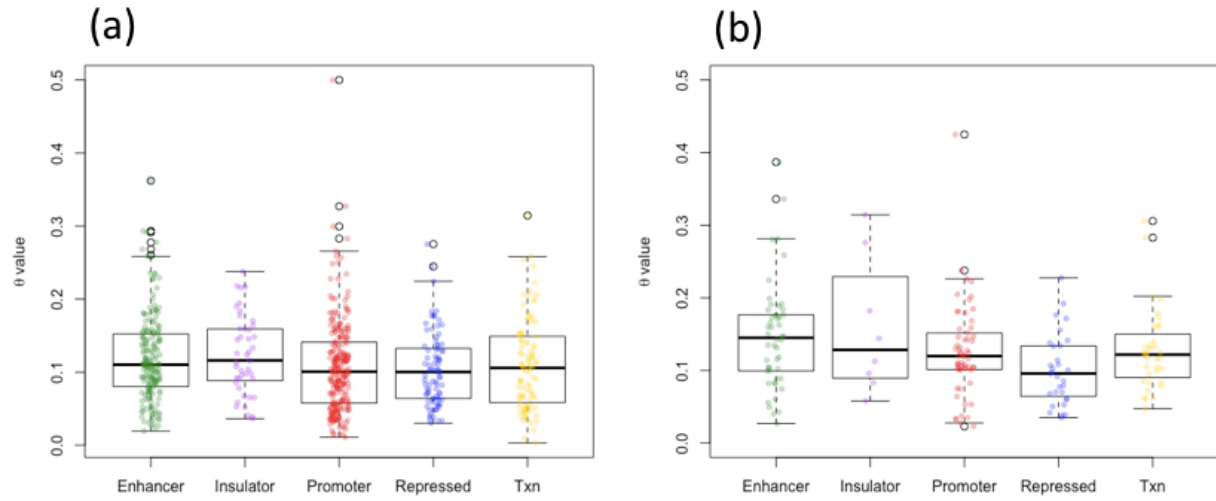 (a)
θ value
0.5
0.4
0.3
0.2
0.1
0.0
Enhancer Insulator Promoter Repressed Txn
(b)
θ value
0.5
0.4
0.3
0.2
0.1
0.0
Enhancer Insulator Promoter Repressed Txn